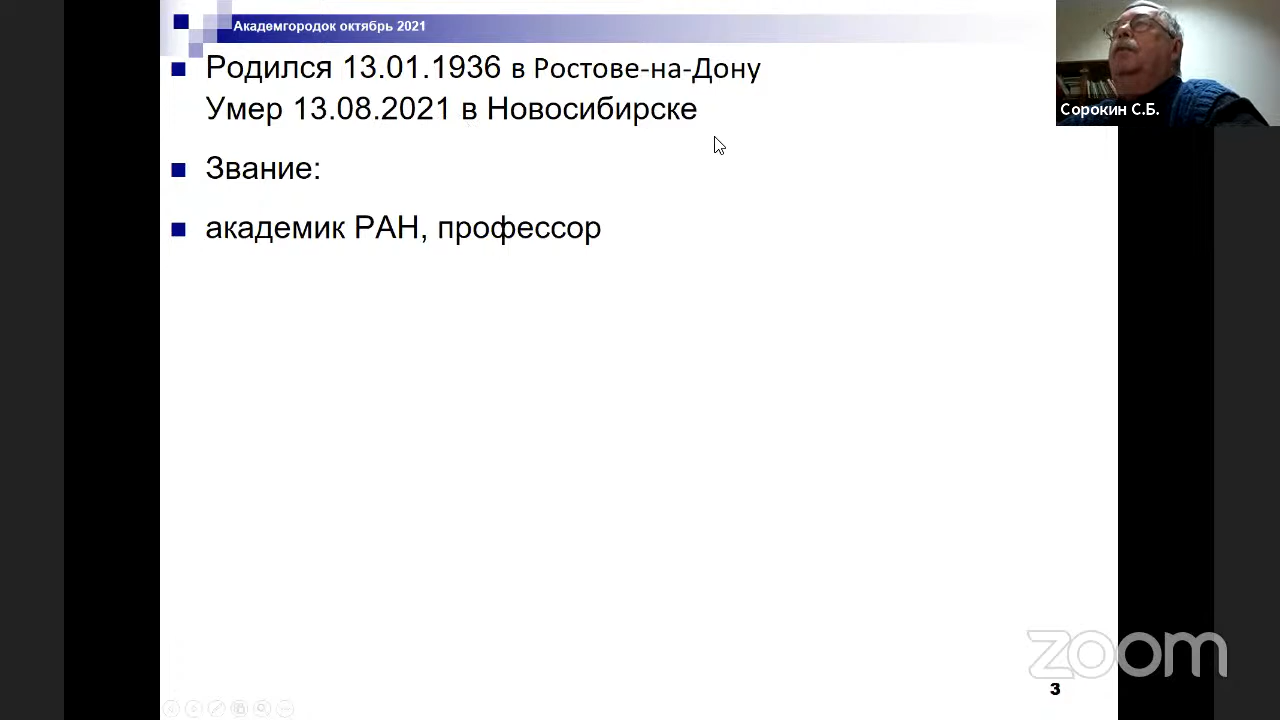 Академгородок октябрь 2021
Родился 13.01.1936 в Ростове-на-Дону
Умер 13.08.2021 в Новосибирске
Звание:
академик РАН, профессор
Сорокин С.Б.
zoom
3